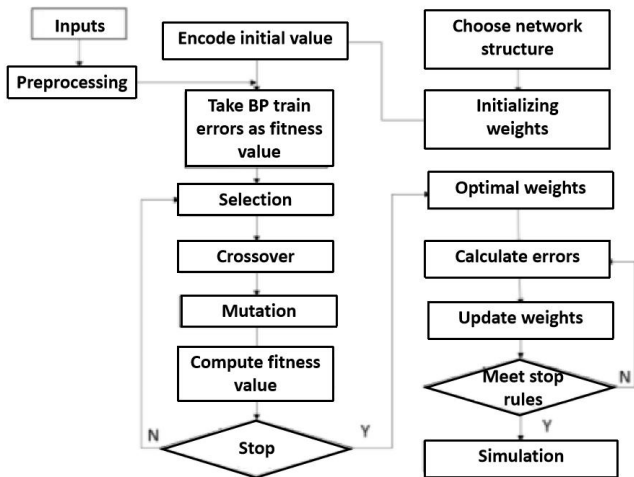 Inputs
Preprocessing
Encode initial value
Take BP train
errors as fitness
value
Selection
Crossover
Mutation
Compute fitness
value
Stop
N
Y
Choose network
structure
Initializing
weights
Optimal weights
Calculate errors
Update weights
Meet stop
rules
N
Y
Simulation